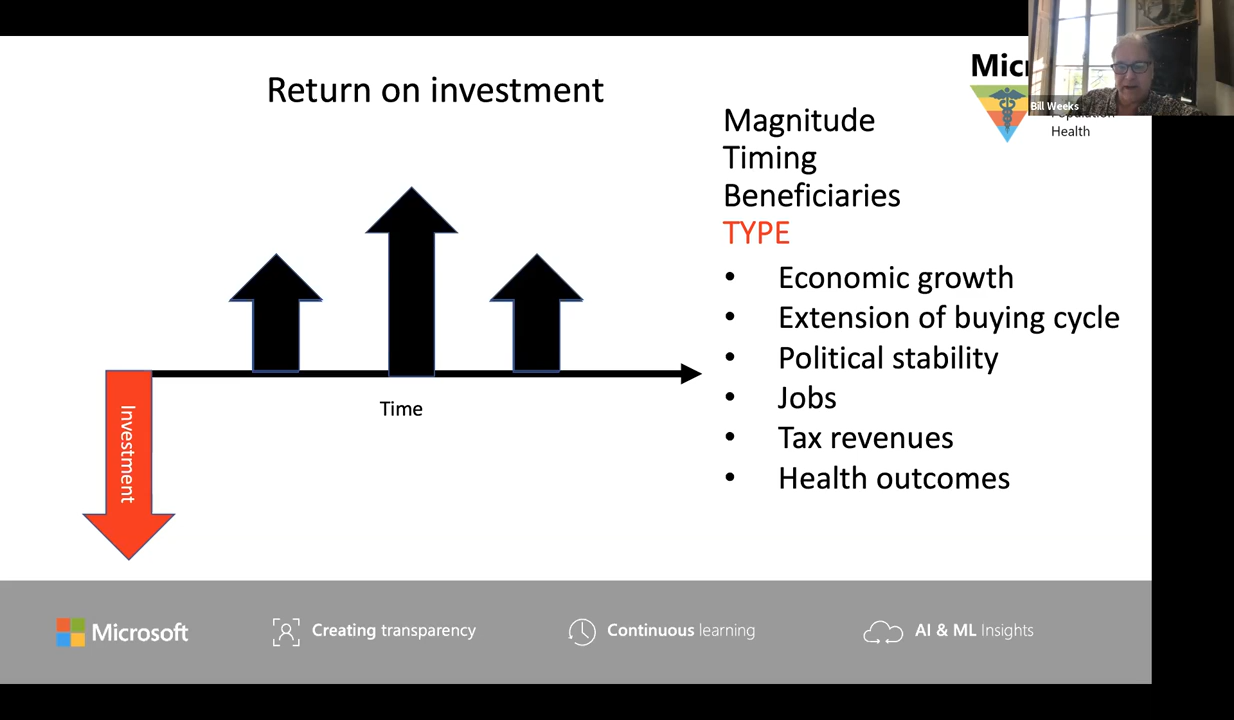 Return on investment
Micr
Bill Weeks
Population
Health
Magnitude
Timing
Beneficiaries
TYPE
• Economic growth
• Extension of buying cycle
• Political stability
• Jobs
• Tax revenues
• Health outcomes
Time
Investment
Microsoft
Creating transparency
Continuous learning
AI & ML Insights